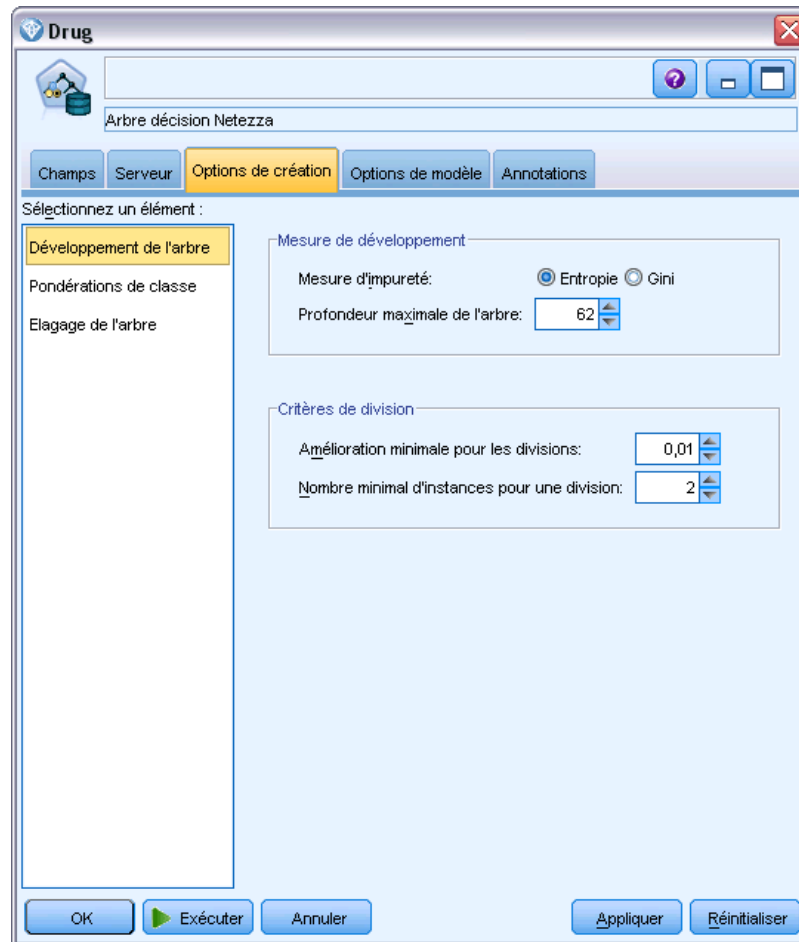 Drug
Arbre décision Netezza
Champs Serveur Options de création Options de modèle Annotations
Sélectionnez un élément :
Développement de l'arbre
Pondérations de classe
Elagage de l'arbre
Mesure de développement
Mesure d'impureté: Entropie Gini
Profondeur maximale de l'arbre: 62
Critères de division
Amélioration minimale pour les divisions: 0,01
Nombre minimal d'instances pour une division: 2
OK Exécuter Annuler Appliquer Réinitialiser